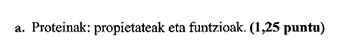 a. Proteinak: propietateak eta funtzioak. (1,25 puntu)